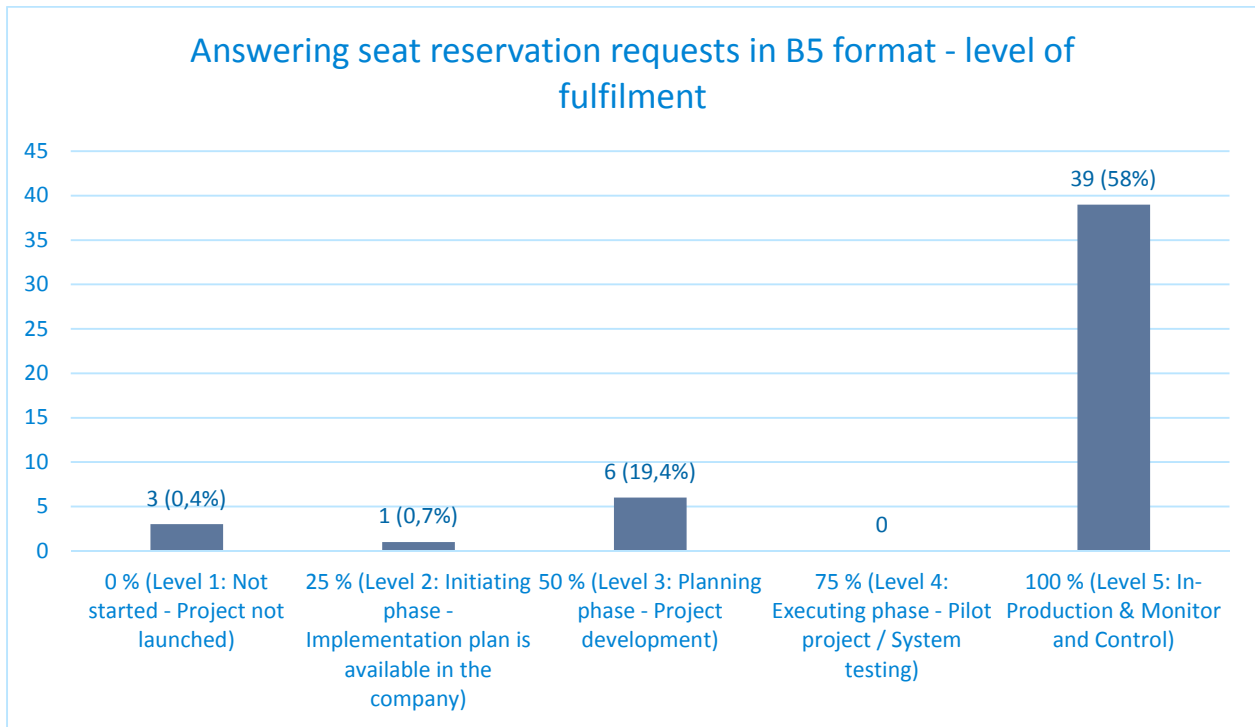 Answering seat reservation requests in B5 format - level of
fulfilment
45
40
35
30
25
20
15
10
5
0
3 (0,4%)
1 (0,7%)
6 (19,4%)
0
39 (58%)
0 % (Level 1: Not
started - Project not
launched)
25 % (Level 2: Initiating
phase -
Implementation plan is
available in the
company)
50 % (Level 3: Planning
phase - Project
development)
75 % (Level 4:
Executing phase - Pilot
project / System
testing)
100 % (Level 5: In-
Production & Monitor
and Control)